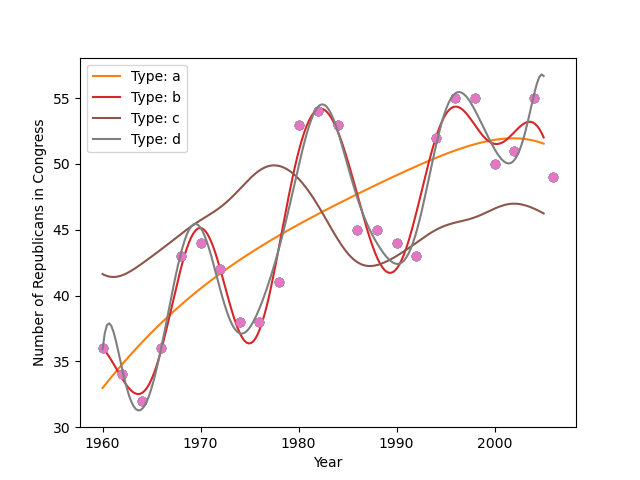 Type: a
Type: b
Type: c
Type: d
55
50
45
40
35
30
Number of Republicans in Congress
1960 1970 1980 1990 2000
Year